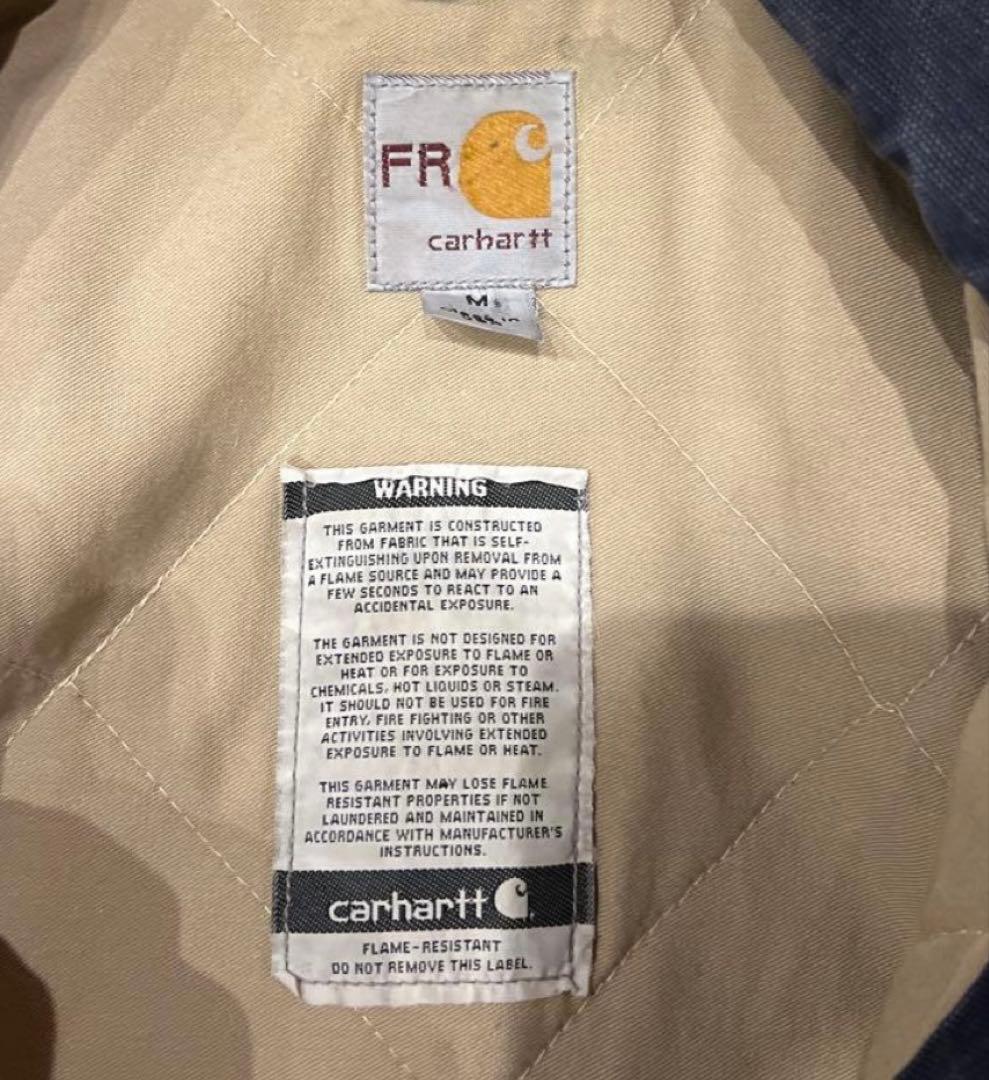 FR
carhartt
M
WARNING
THIS GARMENT IS CONSTRUCTED
FROM FABRIC THAT IS SELF-
EXTINGUISHING UPON REMOVAL FROM
A FLAME SOURCE AND MAY PROVIDE A
FEW SECONDS TO REACT TO AN
ACCIDENTAL EXPOSURE.
THE GARMENT IS NOT DESIGNED FOR
EXTENDED EXPOSURE TO FLAME OR
HEAT OR FOR EXPOSURE TO
CHEMICALS, HOT LIQUIDS OR STEAM.
IT SHOULD NOT BE USED FOR FIRE
ENTRY, FIRE FIGHTING OR OTHER
ACTIVITIES INVOLVING EXTENDED
EXPOSURE TO FLAME OR HEAT.
THIS GARMENT MAY LOSE FLAME
RESISTANT PROPERTIES IF NOT
LAUNDERED AND MAINTAINED IN
ACCORDANCE WITH MANUFACTURER'S
INSTRUCTIONS.
carhartt
FLAME-RESISTANT
DO NOT REMOVE THIS LABEL.